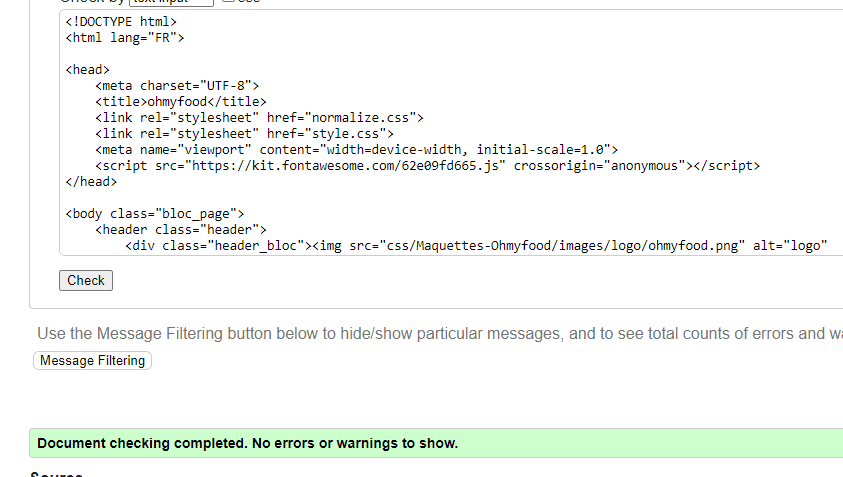 Check by text input css
<!DOCTYPE html>
<html lang="FR">
<head>
<meta charset="UTF-8">
<title>ohmyfood</title>
<link rel="stylesheet" href="normalize.css">
<link rel="stylesheet" href="style.css">
<meta name="viewport" content="width=device-width, initial-scale=1.0">
<script src="https://kit.fontawesome.com/62e09fd665.js" crossorigin="anonymous"></script>
</head>
<body class="bloc_page">
<header class="header">
<div class="header_bloc"><img src="css/Maquettes-Ohmyfood/images/logo/ohmyfood.png" alt="logo"
Check
Use the Message Filtering button below to hide/show particular messages, and to see total counts of errors and wa
Message Filtering
Document checking completed. No errors or warnings to show.
Source